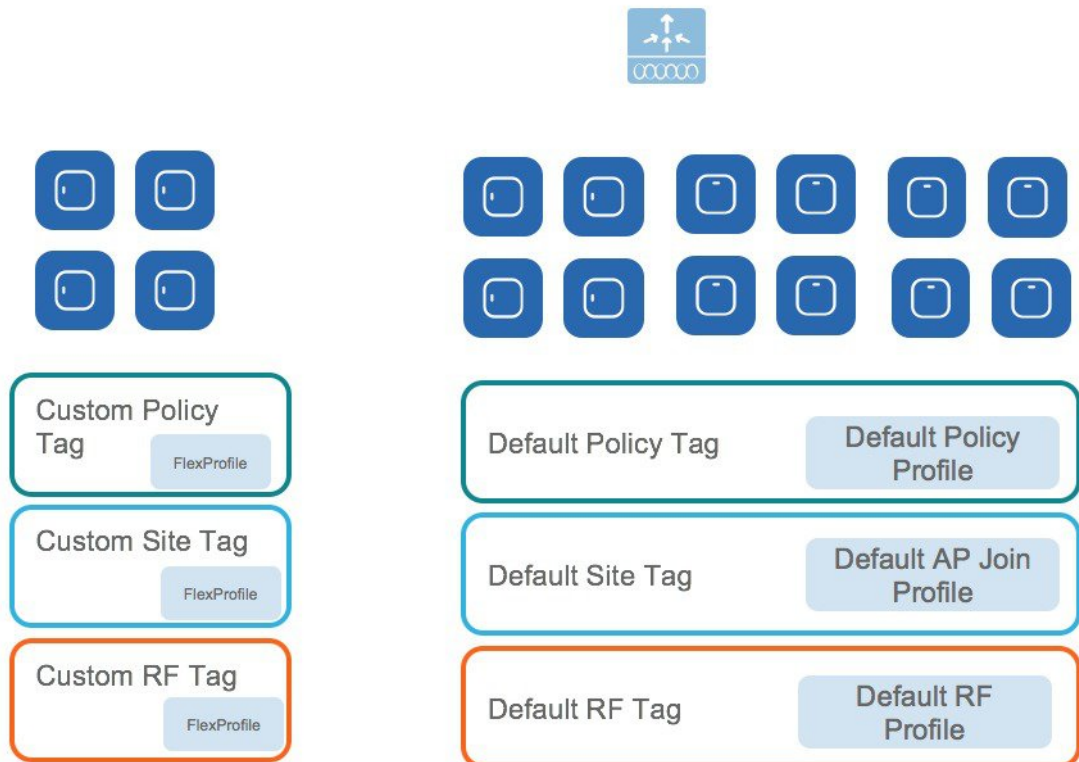 Custom Policy
Tag
FlexProfile
Default Policy Tag
Default Policy
Profile
Custom Site Tag
FlexProfile
Default Site Tag
Default AP Join
Profile
Custom RF Tag
FlexProfile
Default RF Tag
Default RF
Profile